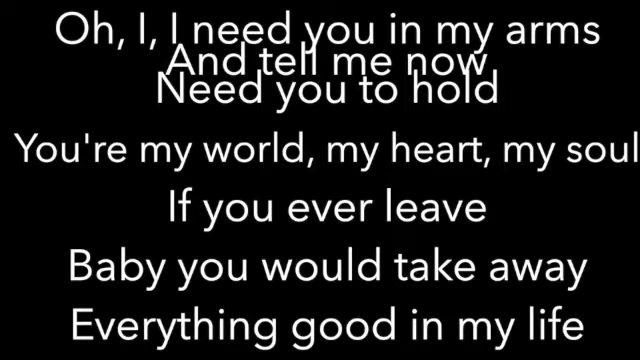 Oh, I, I need you in my arms
And tell me now
Need you to hold
You're my world, my heart, my soul
If you ever leave
Baby you would take away
Everything good in my life